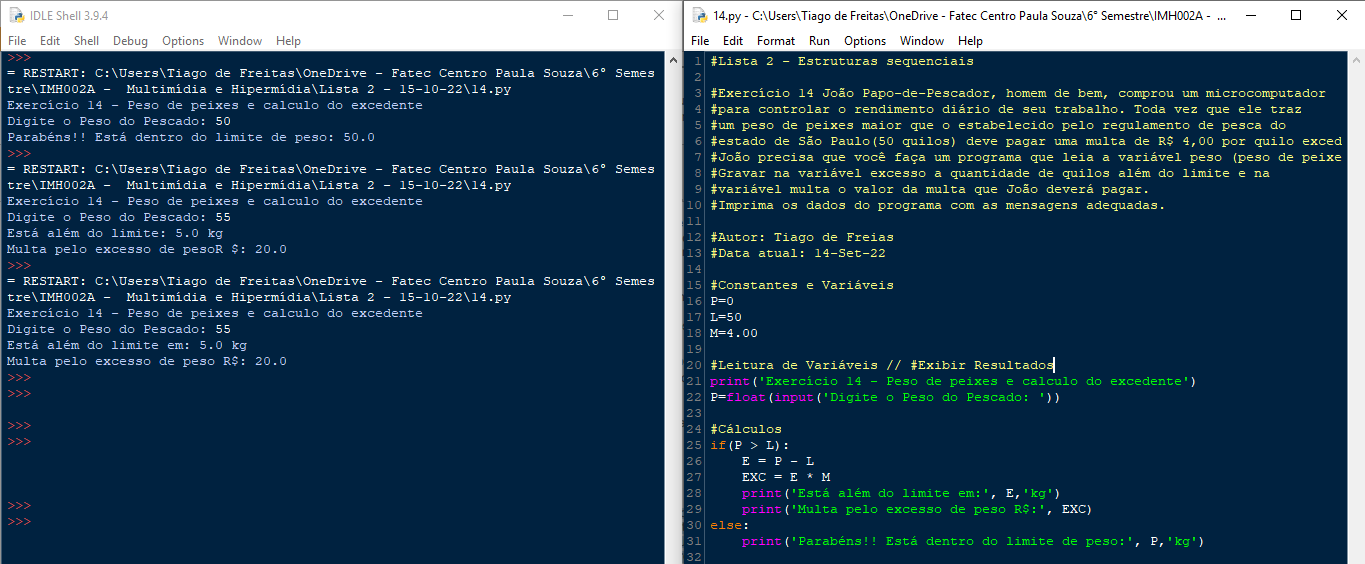 IDLE Shell 3.9.4
File Edit Shell Debug Options Window Help
>>>
= RESTART: C:\Users\Tiago de Freitas\OneDrive - Fatec Centro Paula Souza\6° Semes
tre\IMH002A -  Multimídia e Hipermídia\Lista 2 - 15-10-22\14.py
Exercício 14 - Peso de peixes e calculo do excedente
Digite o Peso do Pescado: 50
Parabéns!! Está dentro do limite de peso: 50.0
>>>
= RESTART: C:\Users\Tiago de Freitas\OneDrive - Fatec Centro Paula Souza\6° Semes
tre\IMH002A -  Multimídia e Hipermídia\Lista 2 - 15-10-22\14.py
Exercício 14 - Peso de peixes e calculo do excedente
Digite o Peso do Pescado: 55
Está além do limite: 5.0 kg
Multa pelo excesso de pesoR $: 20.0
>>>
= RESTART: C:\Users\Tiago de Freitas\OneDrive - Fatec Centro Paula Souza\6° Semes
tre\IMH002A -  Multimídia e Hipermídia\Lista 2 - 15-10-22\14.py
Exercício 14 - Peso de peixes e calculo do excedente
Digite o Peso do Pescado: 55
Está além do limite em: 5.0 kg
Multa pelo excesso de peso R$: 20.0
>>>
>>>
>>>
>>>
>>>
>>>
14.py - C:\Users\Tiago de Freitas\OneDrive - Fatec Centro Paula Souza\6° Semestre\IMH002A - ...
File Edit Format Run Options Window Help
1 #Lista 2 - Estruturas sequenciais
2
3 #Exercício 14 João Papo-de-Pescador, homem de bem, comprou um microcomputador
4 #para controlar o rendimento diário de seu trabalho. Toda vez que ele traz
5 #um peso de peixes maior que o estabelecido pelo regulamento de pesca do
6 #estado de São Paulo(50 quilos) deve pagar uma multa de R$ 4,00 por quilo exced
7 #João precisa que você faça um programa que leia a variável peso (peso de peixe
8 #Gravar na variável excesso a quantidade de quilos além do limite e na
9 #variável multa o valor da multa que João deverá pagar.
10 #Imprima os dados do programa com as mensagens adequadas.
11
12 #Autor: Tiago de Freias
13 #Data atual: 14-Set-22
14
15 #Constantes e Variáveis
16 P=0
17 L=50
18 M=4.00
19
20 #Leitura de Variáveis // #Exibir Resultados
21 print('Exercício 14 - Peso de peixes e calculo do excedente')
22 P=float(input('Digite o Peso do Pescado: '))
23
24 #Cálculos
25 if(P > L):
26     E = P - L
27     EXC = E * M
28     print('Está além do limite em:', E,'kg')
29     print('Multa pelo excesso de peso R$:', EXC)
30 else:
31     print('Parabéns!! Está dentro do limite de peso:', P,'kg')
32